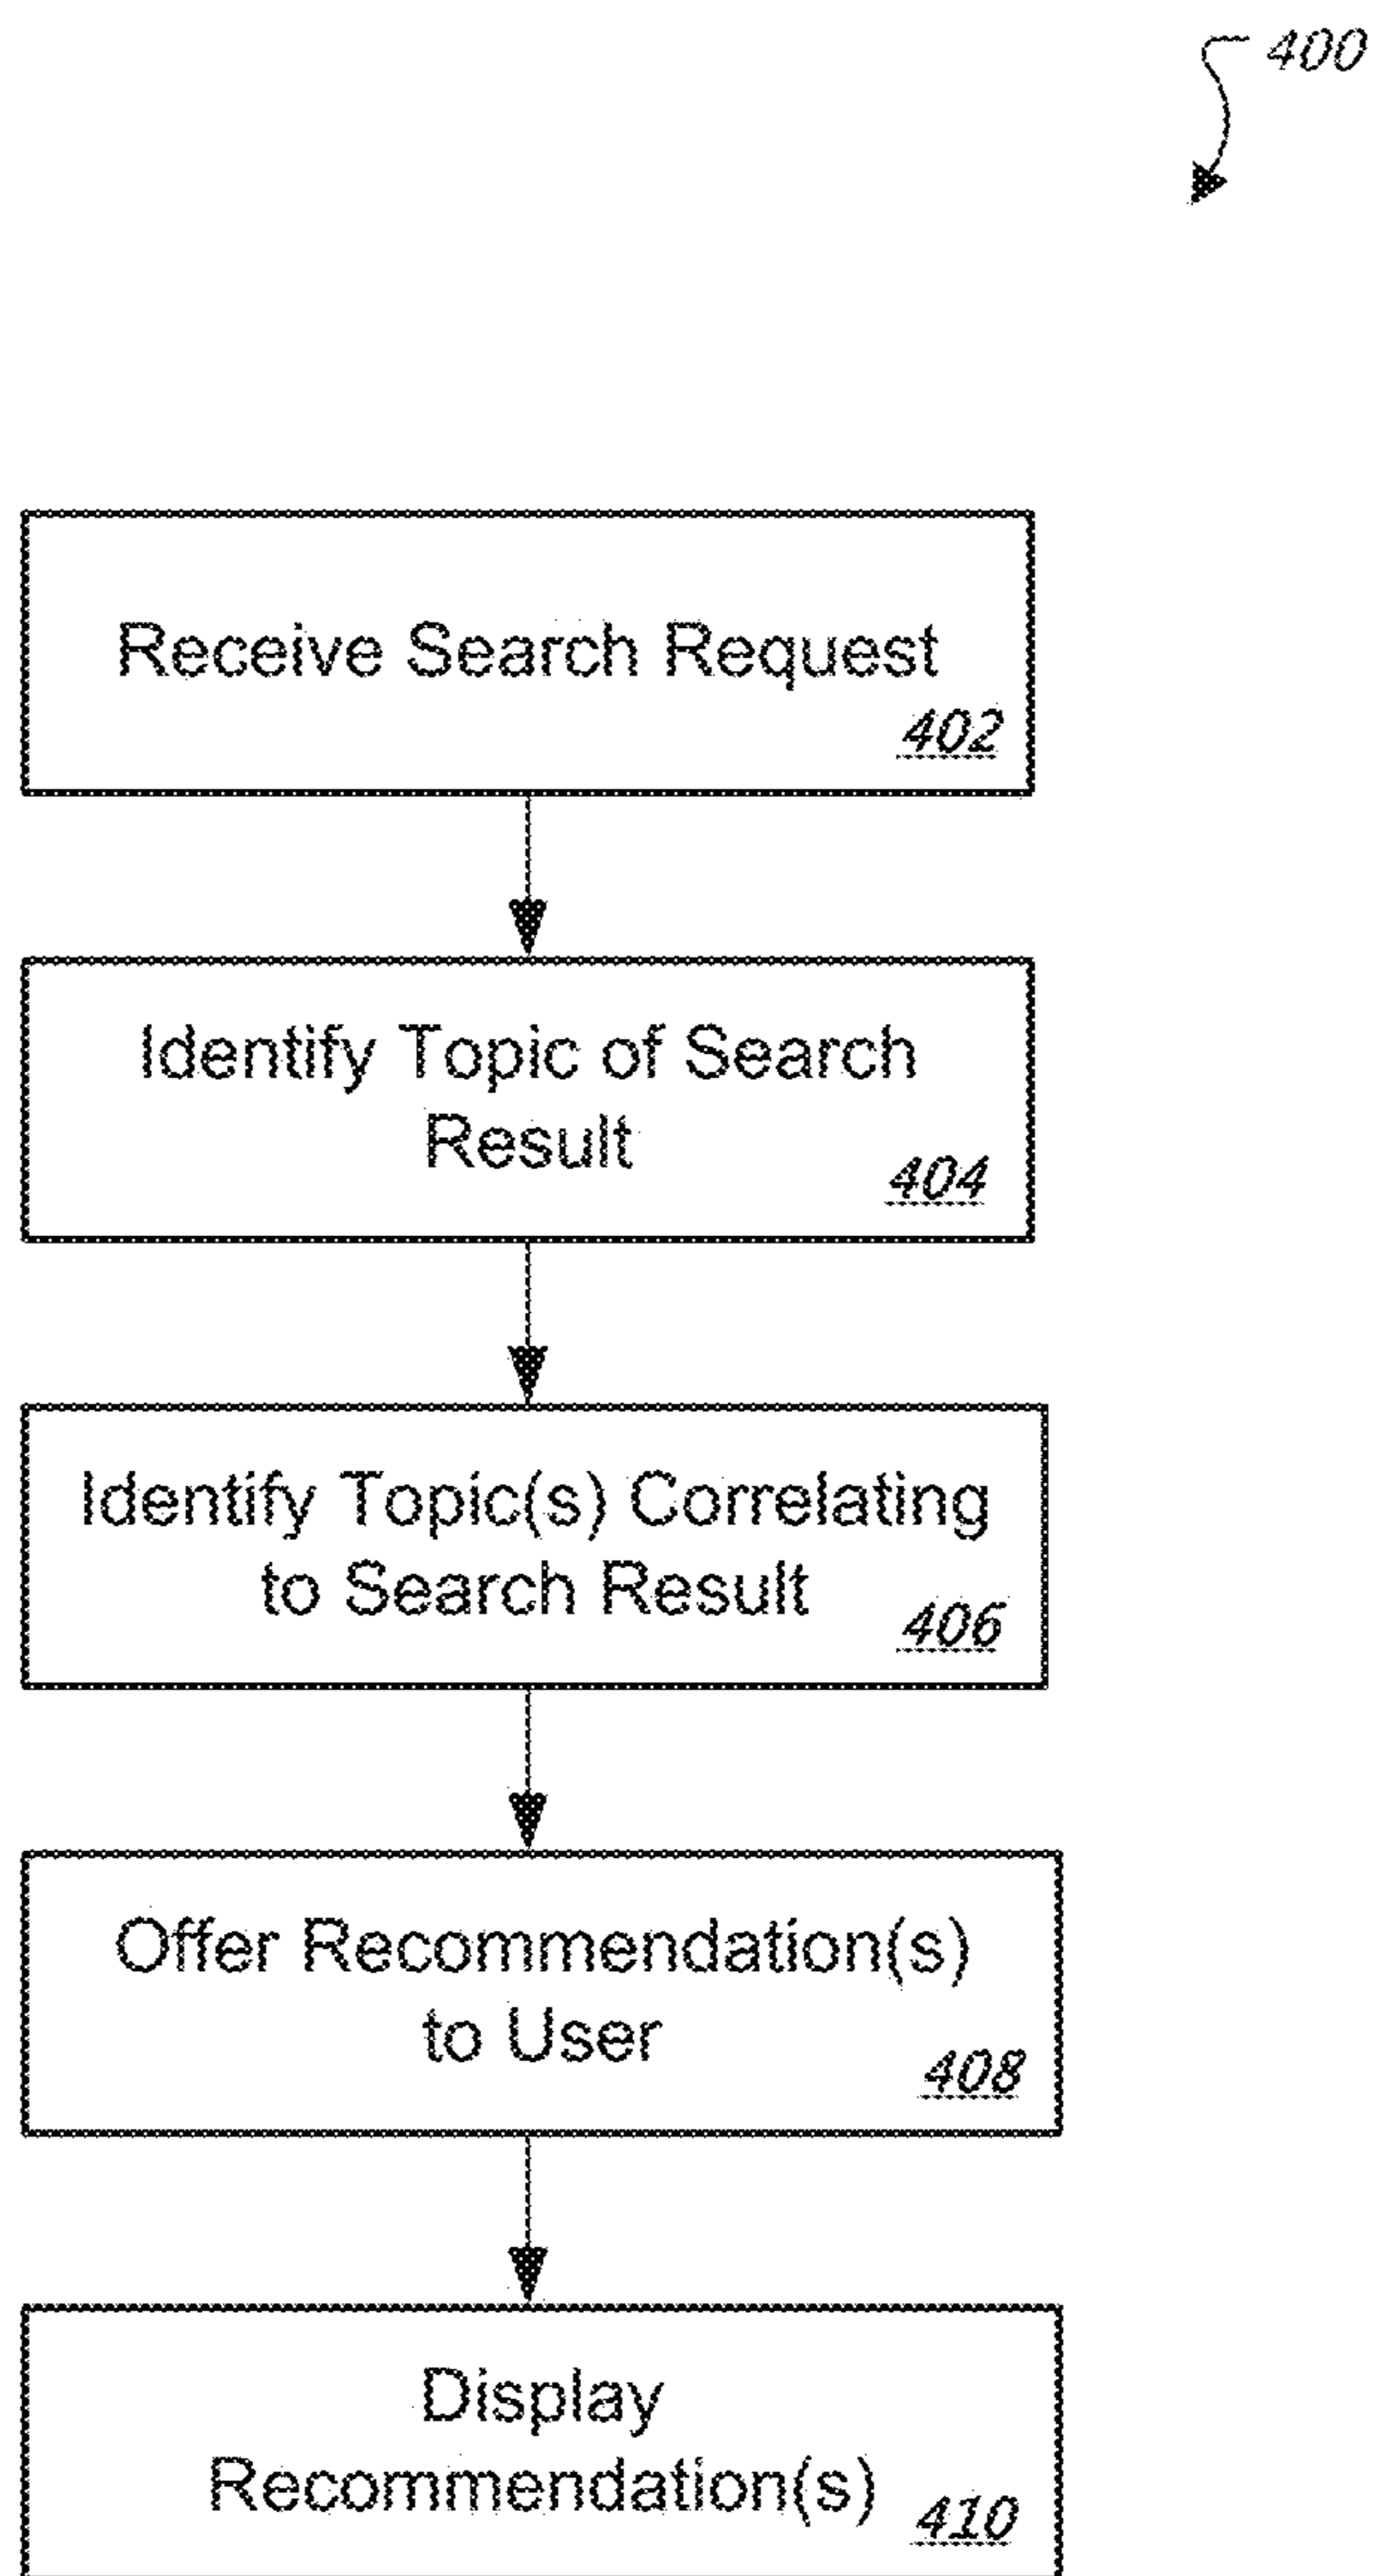 400
Receive Search Request
402
Identify Topic of Search
Result
404
Identify Topic(s) Correlating
to Search Result
406
Offer Recommendation(s)
to User
408
Display
Recommendation(s)
410